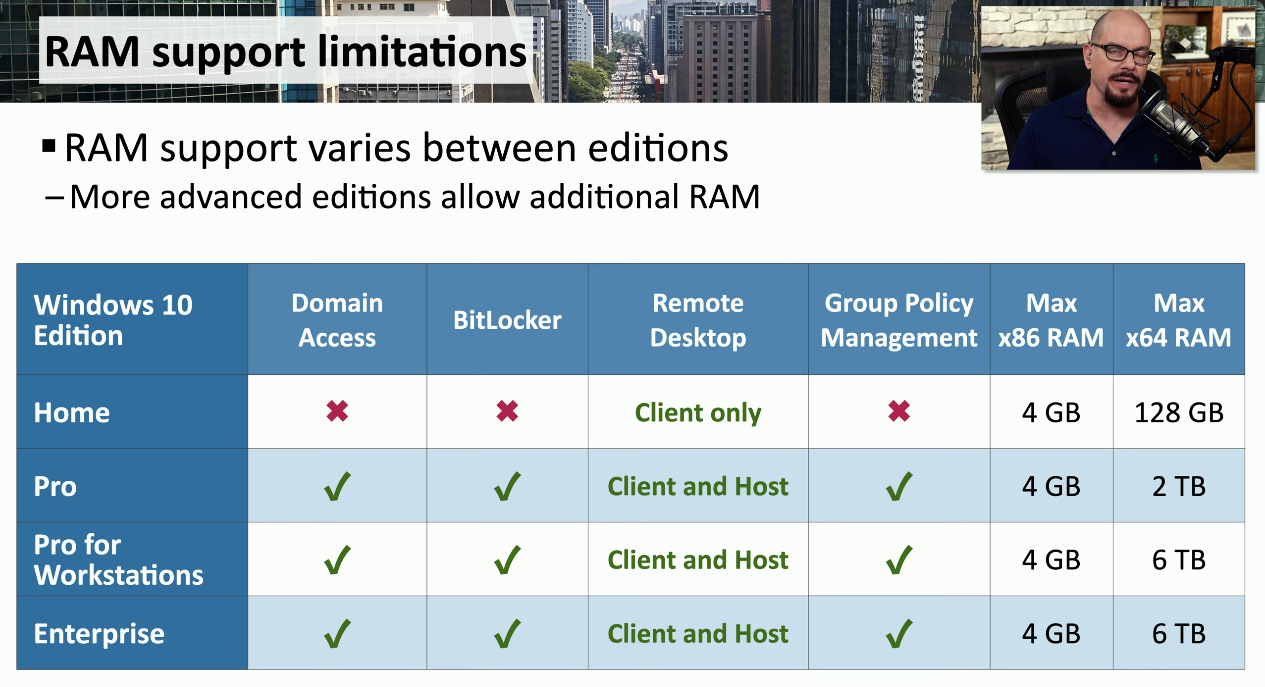 RAM support limitations
▪ RAM support varies between editions
– More advanced editions allow additional RAM
Windows 10 Edition | Domain Access | BitLocker | Remote Desktop | Group Policy Management | Max x86 RAM | Max x64 RAM
Home | ✖ | ✖ | Client only | ✖ | 4 GB | 128 GB
Pro | ✓ | ✓ | Client and Host | ✓ | 4 GB | 2 TB
Pro for Workstations | ✓ | ✓ | Client and Host | ✓ | 4 GB | 6 TB
Enterprise | ✓ | ✓ | Client and Host | ✓ | 4 GB | 6 TB